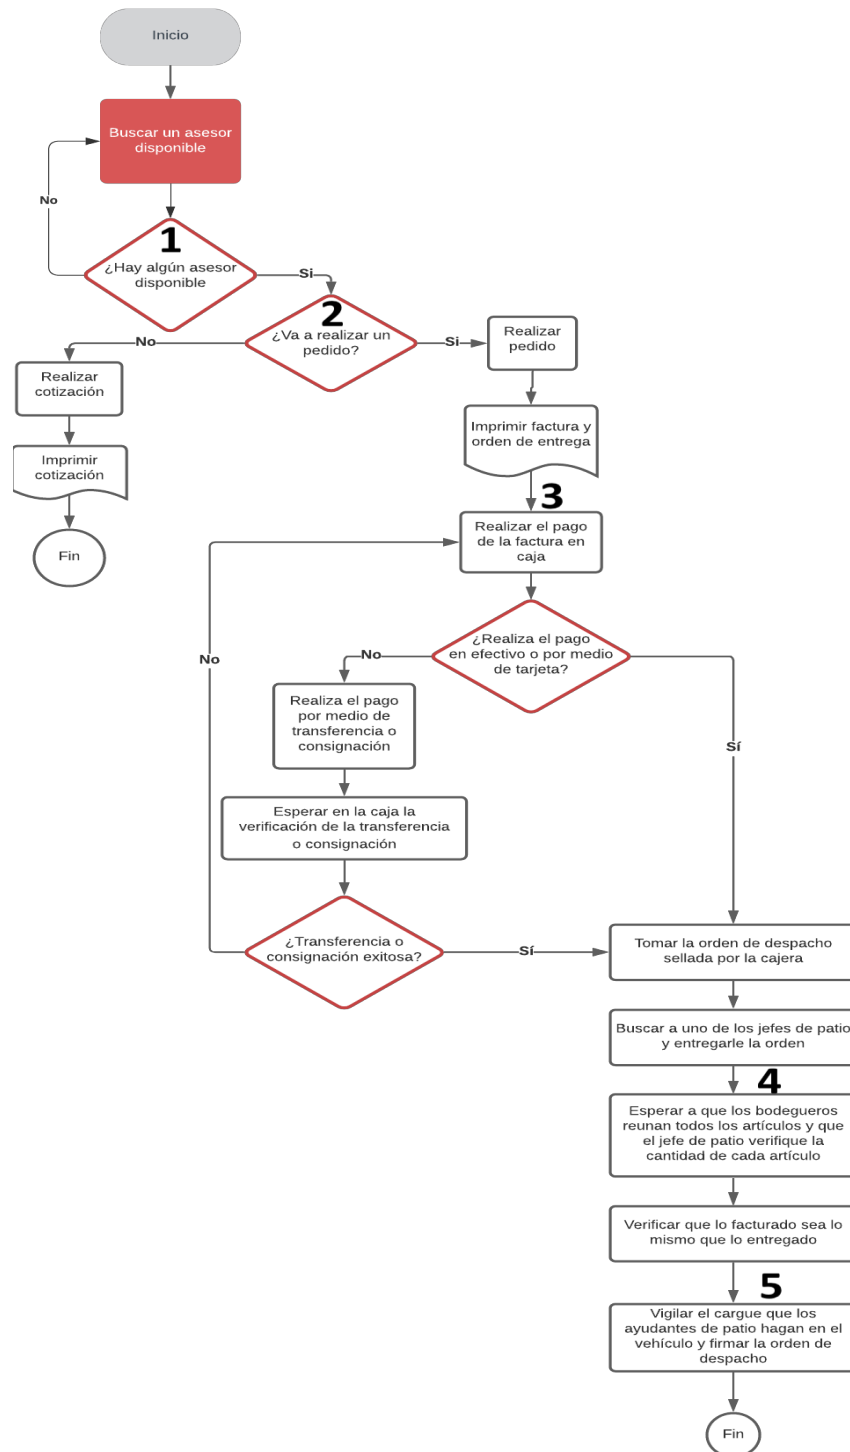 Inicio
Buscar un asesor
disponible
No
1
¿Hay algún asesor
disponible
Si
2
¿Va a realizar un
pedido?
No
Si
Realizar
pedido
Realizar
cotización
Imprimir factura y
orden de entrega
Imprimir
cotización
3
Realizar el pago
de la factura en
caja
Fin
¿Realiza el pago
en efectivo o por medio
de tarjeta?
No
No
Realiza el pago
por medio de
transferencia o
consignación
Sí
Esperar en la caja la
verificación de la transferencia
o consignación
¿Transferencia o
consignación exitosa?
Sí
Tomar la orden de despacho
sellada por la cajera
Buscar a uno de los jefes de patio
y entregarle la orden
4
Esperar a que los bodegueros
reunan todos los artículos y que
el jefe de patio verifique la
cantidad de cada artículo
Verificar que lo facturado sea lo
mismo que lo entregado
5
Vigilar el cargue que los
ayudantes de patio hagan en el
vehículo y firmar la orden de
despacho
Fin